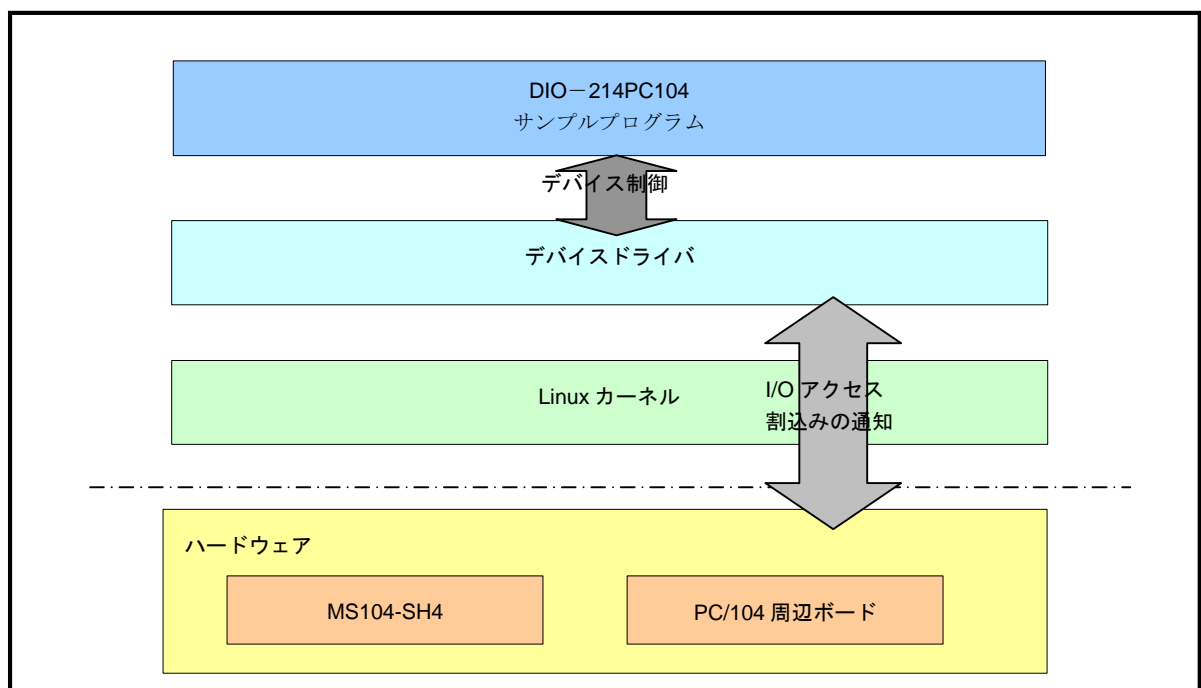 DIO－214PC104
サンプルプログラム
デバイス制御
デバイスドライバ
Linux カーネル
I/O アクセス
割込みの通知
ハードウェア
MS104-SH4
PC/104 周辺ボード